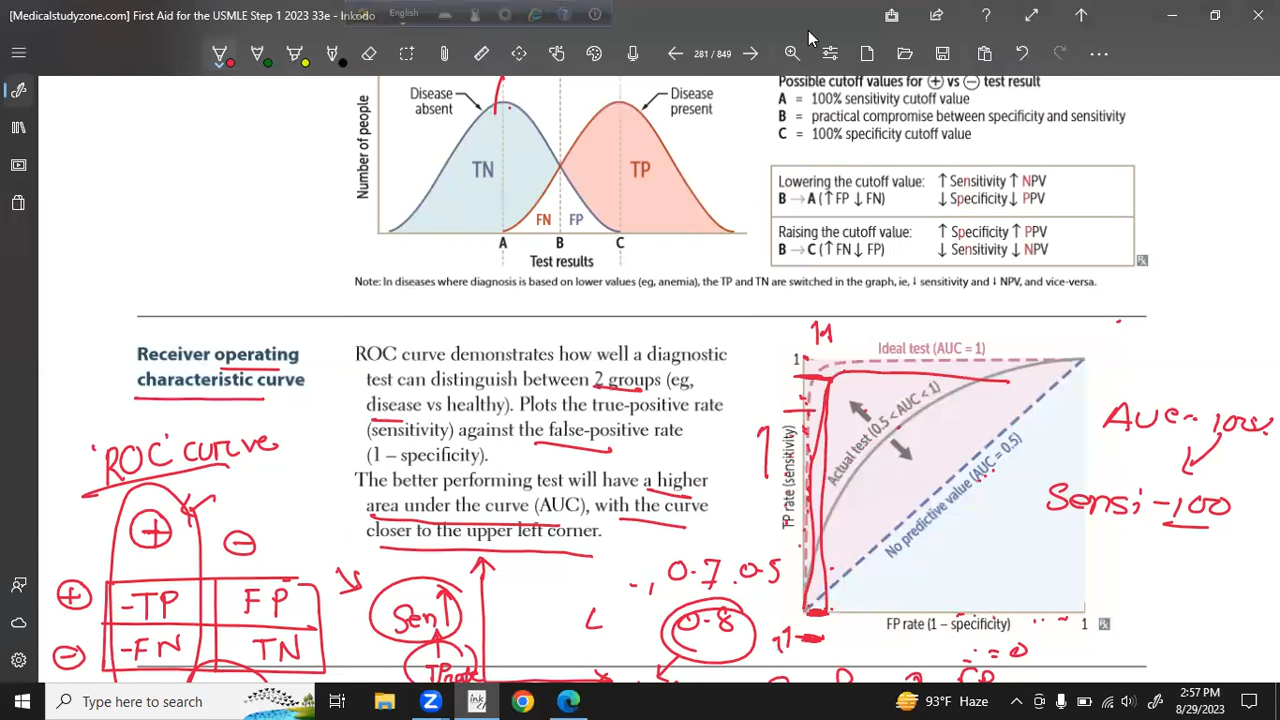 [Medicalstudyzone.com] First Aid for the USMLE Step 1 2023 33e - Inkodo
English
281 / 849
Disease absent
Disease present
Number of people
TN
TP
FN
FP
A
B
C
Test results
Possible cutoff values for + vs − test result
A = 100% sensitivity cutoff value
B = practical compromise between specificity and sensitivity
C = 100% specificity cutoff value
Lowering the cutoff value: ↑ Sensitivity ↑ NPV
B → A (↑ FP ↓ FN) ↓ Specificity ↓ PPV
Raising the cutoff value: ↑ Specificity ↑ PPV
B → C (↑ FN ↓ FP) ↓ Sensitivity ↓ NPV
Note: In diseases where diagnosis is based on lower values (eg, anemia), the TP and TN are switched in the graph, ie, ↓ sensitivity and ↓ NPV, and vice-versa.
Receiver operating
characteristic curve
ROC curve demonstrates how well a diagnostic
test can distinguish between 2 groups (eg,
disease vs healthy). Plots the true-positive rate
(sensitivity) against the false-positive rate
(1 – specificity).
The better performing test will have a higher
area under the curve (AUC), with the curve
closer to the upper left corner.
1
Ideal test (AUC = 1)
Actual test (0.5 < AUC < 1)
No predictive value (AUC = 0.5)
TP rate (sensitivity)
FP rate (1 – specificity)
1
'ROC' curve
+
−
+
−
-TP
FP
-FN
TN
Sen ↑
TP rate
0.7 0.5
0.8
= 0
FP
AUC-
Sensi -100
Type here to search
93°F Haze
2:57 PM
8/29/2023